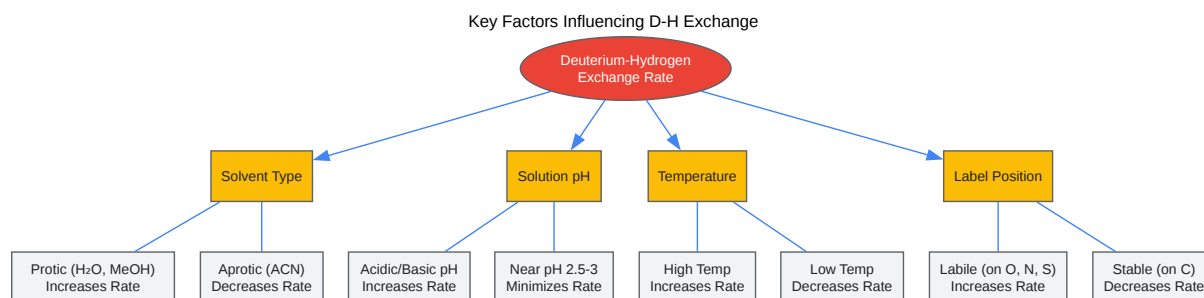 Key Factors Influencing D-H Exchange
Deuterium-Hydrogen
Exchange Rate
Solvent Type
Solution pH
Temperature
Label Position
Protic (H₂O, MeOH)
Increases Rate
Aprotic (ACN)
Decreases Rate
Acidic/Basic pH
Increases Rate
Near pH 2.5-3
Minimizes Rate
High Temp
Increases Rate
Low Temp
Decreases Rate
Labile (on O, N, S)
Increases Rate
Stable (on C)
Decreases Rate